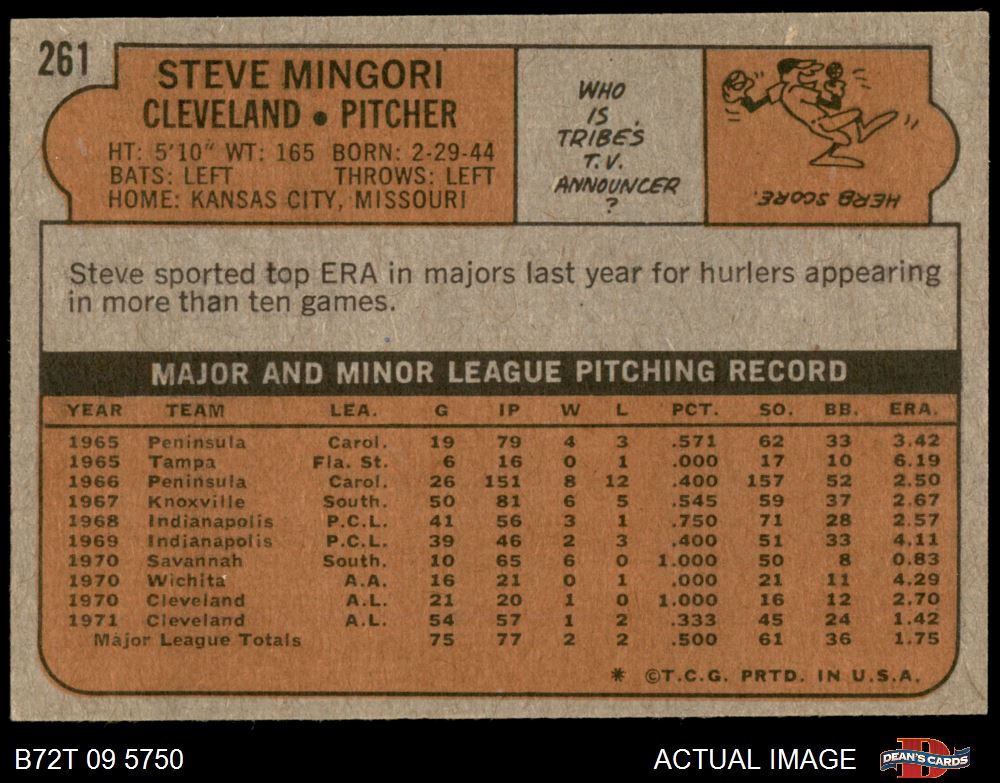 261
STEVE MINGORI
CLEVELAND • PITCHER
HT: 5'10" WT: 165 BORN: 2-29-44
BATS: LEFT THROWS: LEFT
HOME: KANSAS CITY, MISSOURI
WHO
IS
TRIBE'S
T.V.
ANNOUNCER
?
HERB SCORE.
Steve sported top ERA in majors last year for hurlers appearing
in more than ten games.
MAJOR AND MINOR LEAGUE PITCHING RECORD
YEAR TEAM LEA. G IP W L PCT. SO. BB. ERA.
1965 Peninsula Carol. 19 79 4 3 .571 62 33 3.42
1965 Tampa Fla. St. 6 16 0 1 .000 17 10 6.19
1966 Peninsula Carol. 26 151 8 12 .400 157 52 2.50
1967 Knoxville South. 50 81 6 5 .545 59 37 2.67
1968 Indianapolis P.C.L. 41 56 3 1 .750 71 28 2.57
1969 Indianapolis P.C.L. 39 46 2 3 .400 51 33 4.11
1970 Savannah South. 10 65 6 0 1.000 50 8 0.83
1970 Wichita A.A. 16 21 0 1 .000 21 11 4.29
1970 Cleveland A.L. 21 20 1 0 1.000 16 12 2.70
1971 Cleveland A.L. 54 57 1 2 .333 45 24 1.42
Major League Totals 75 77 2 2 .500 61 36 1.75
* ©T.C.G. PRTD. IN U.S.A.
B72T 09 5750
ACTUAL IMAGE
DEAN'S CARDS